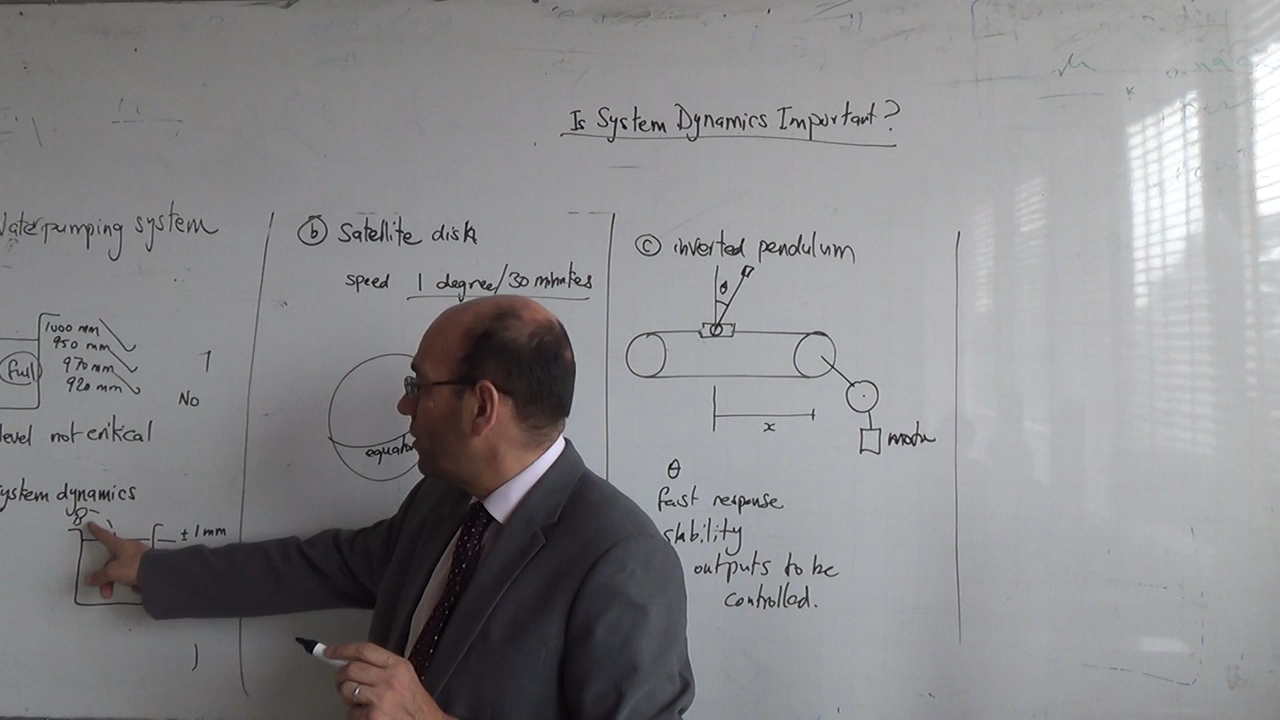 Is System Dynamics Important?
pumping system
1000 mm
950 mm
970 mm
920 mm
full
No
level not critical
system dynamics
± 1 mm
b Satellite disk
speed 1 degree/30 minutes
c inverted pendulum
θ
x
θ
fast response
stability
outputs to be
controlled.